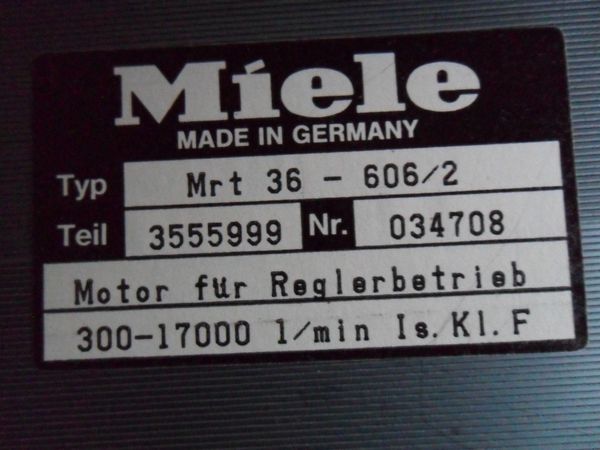 Miele
MADE IN GERMANY
Typ Mrt 36 - 606/2
Teil 3555999 Nr. 034708
Motor für Reglerbetrieb
300-17000 1/min Is.Kl.F